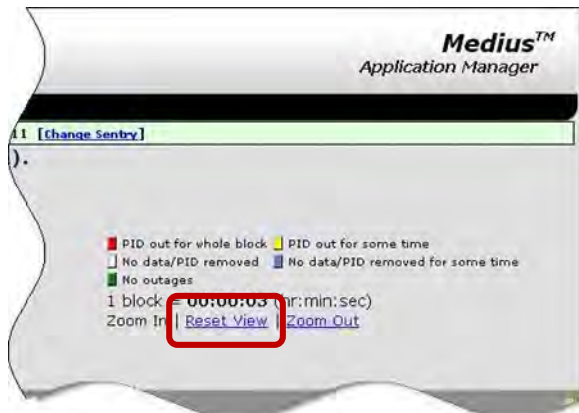 Medius™
Application Manager
11 [Change Sentry]
).
PID out for whole block PID out for some time
No data/PID removed No data/PID removed for some time
No outages
1 block = 00:00:03 (hr:min:sec)
Zoom In | Reset View | Zoom Out